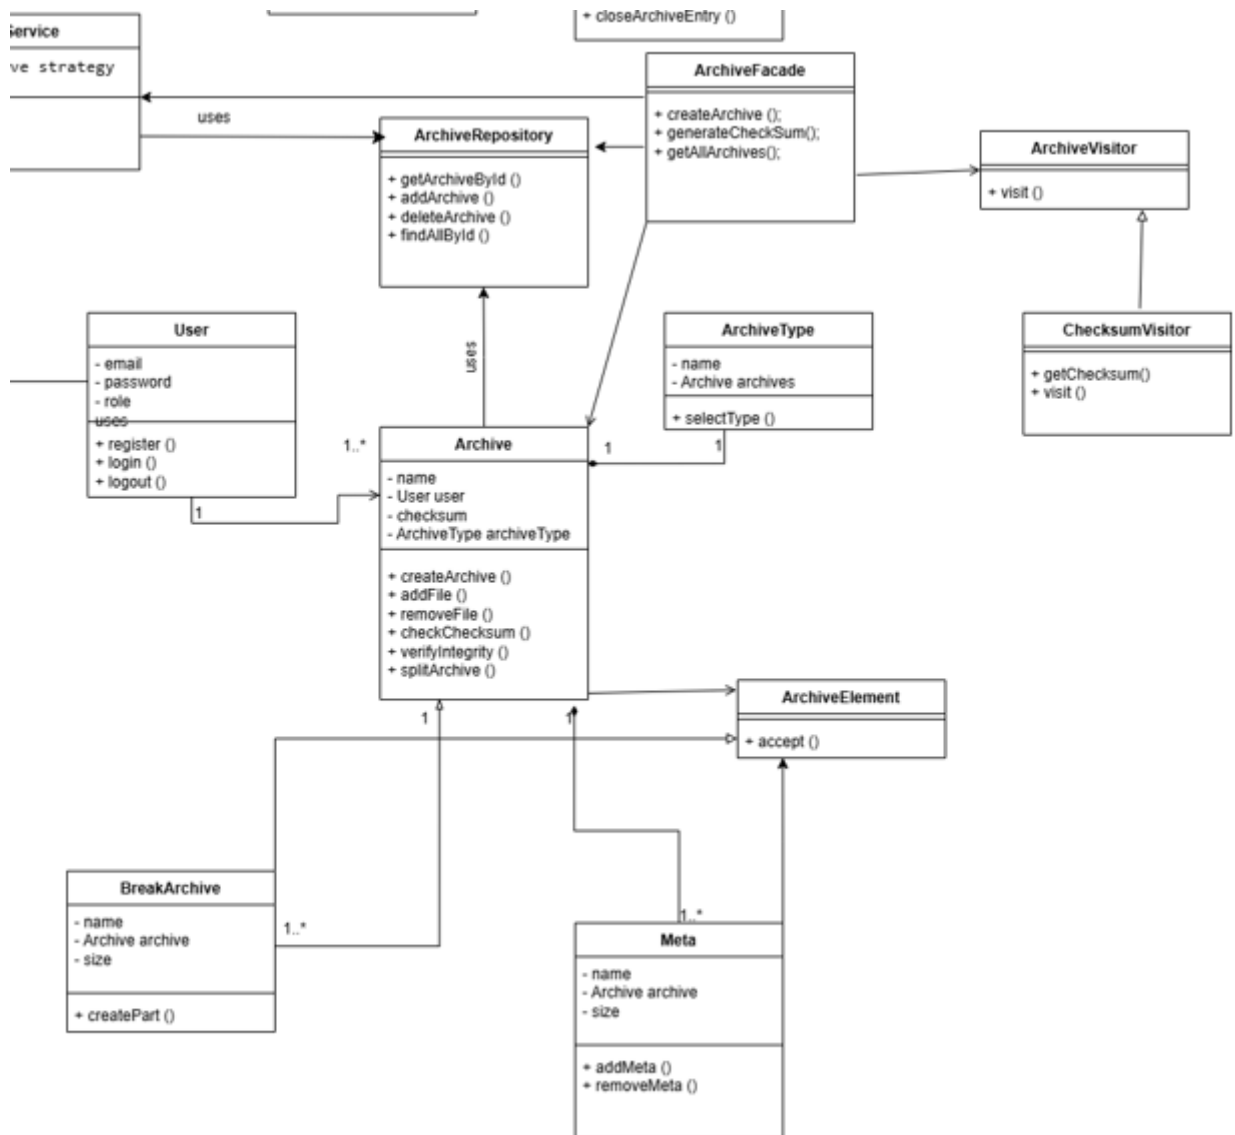 + closeArchiveEntry ()
Service
ve strategy
uses
ArchiveFacade
+ createArchive ();
+ generateCheckSum();
+ getAllArchives();
ArchiveRepository
+ getArchiveById ()
+ addArchive ()
+ deleteArchive ()
+ findAllById ()
ArchiveVisitor
+ visit ()
User
- email
- password
- role
uses
+ register ()
+ login ()
+ logout ()
1
uses
ArchiveType
- name
- Archive archives
+ selectType ()
1
1
ChecksumVisitor
+ getChecksum()
+ visit ()
1..*
Archive
- name
- User user
- checksum
- ArchiveType archiveType
+ createArchive ()
+ addFile ()
+ removeFile ()
+ checkChecksum ()
+ verifyIntegrity ()
+ splitArchive ()
1
1
ArchiveElement
+ accept ()
BreakArchive
- name
- Archive archive
- size
+ createPart ()
1..*
1..*
Meta
- name
- Archive archive
- size
+ addMeta ()
+ removeMeta ()